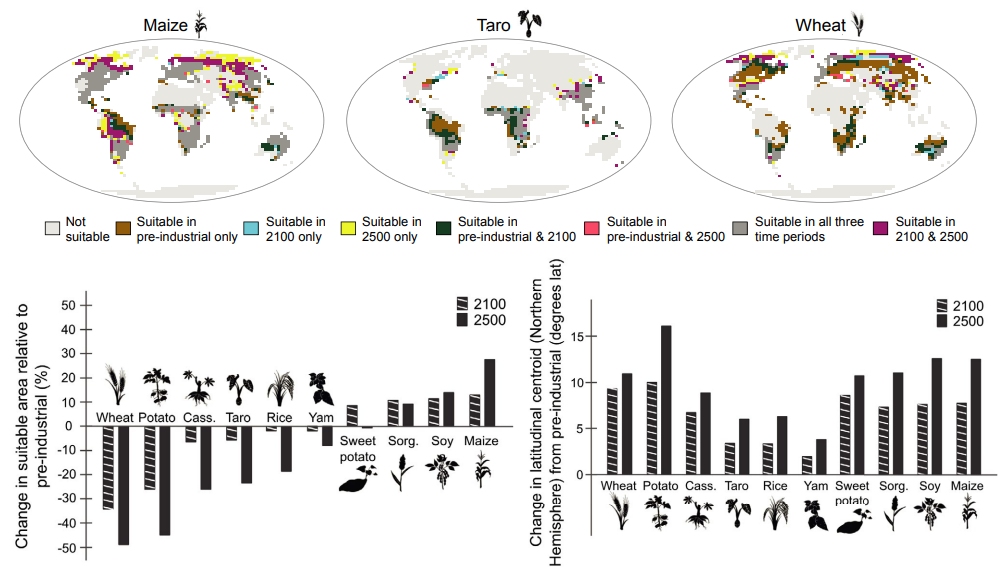 Maize
Taro
Wheat
Not
suitable
Suitable in
pre-industrial only
Suitable in
2100 only
Suitable in
2500 only
Suitable in
pre-industrial & 2100
Suitable in
pre-industrial & 2500
Suitable in all three
time periods
Suitable in
2100 & 2500
Change in suitable area relative to
pre-industrial (%)
50
40
30
20
10
0
-10
-20
-30
-40
-50
2100
2500
Wheat
Potato
Cass.
Taro
Rice
Yam
Sweet
potato
Sorg.
Soy
Maize
Change in latitudinal centroid (Northern
Hemisphere) from pre-industrial (degrees lat)
15
10
5
0
2100
2500
Wheat
Potato
Cass.
Taro
Rice
Yam
Sweet
potato
Sorg.
Soy
Maize